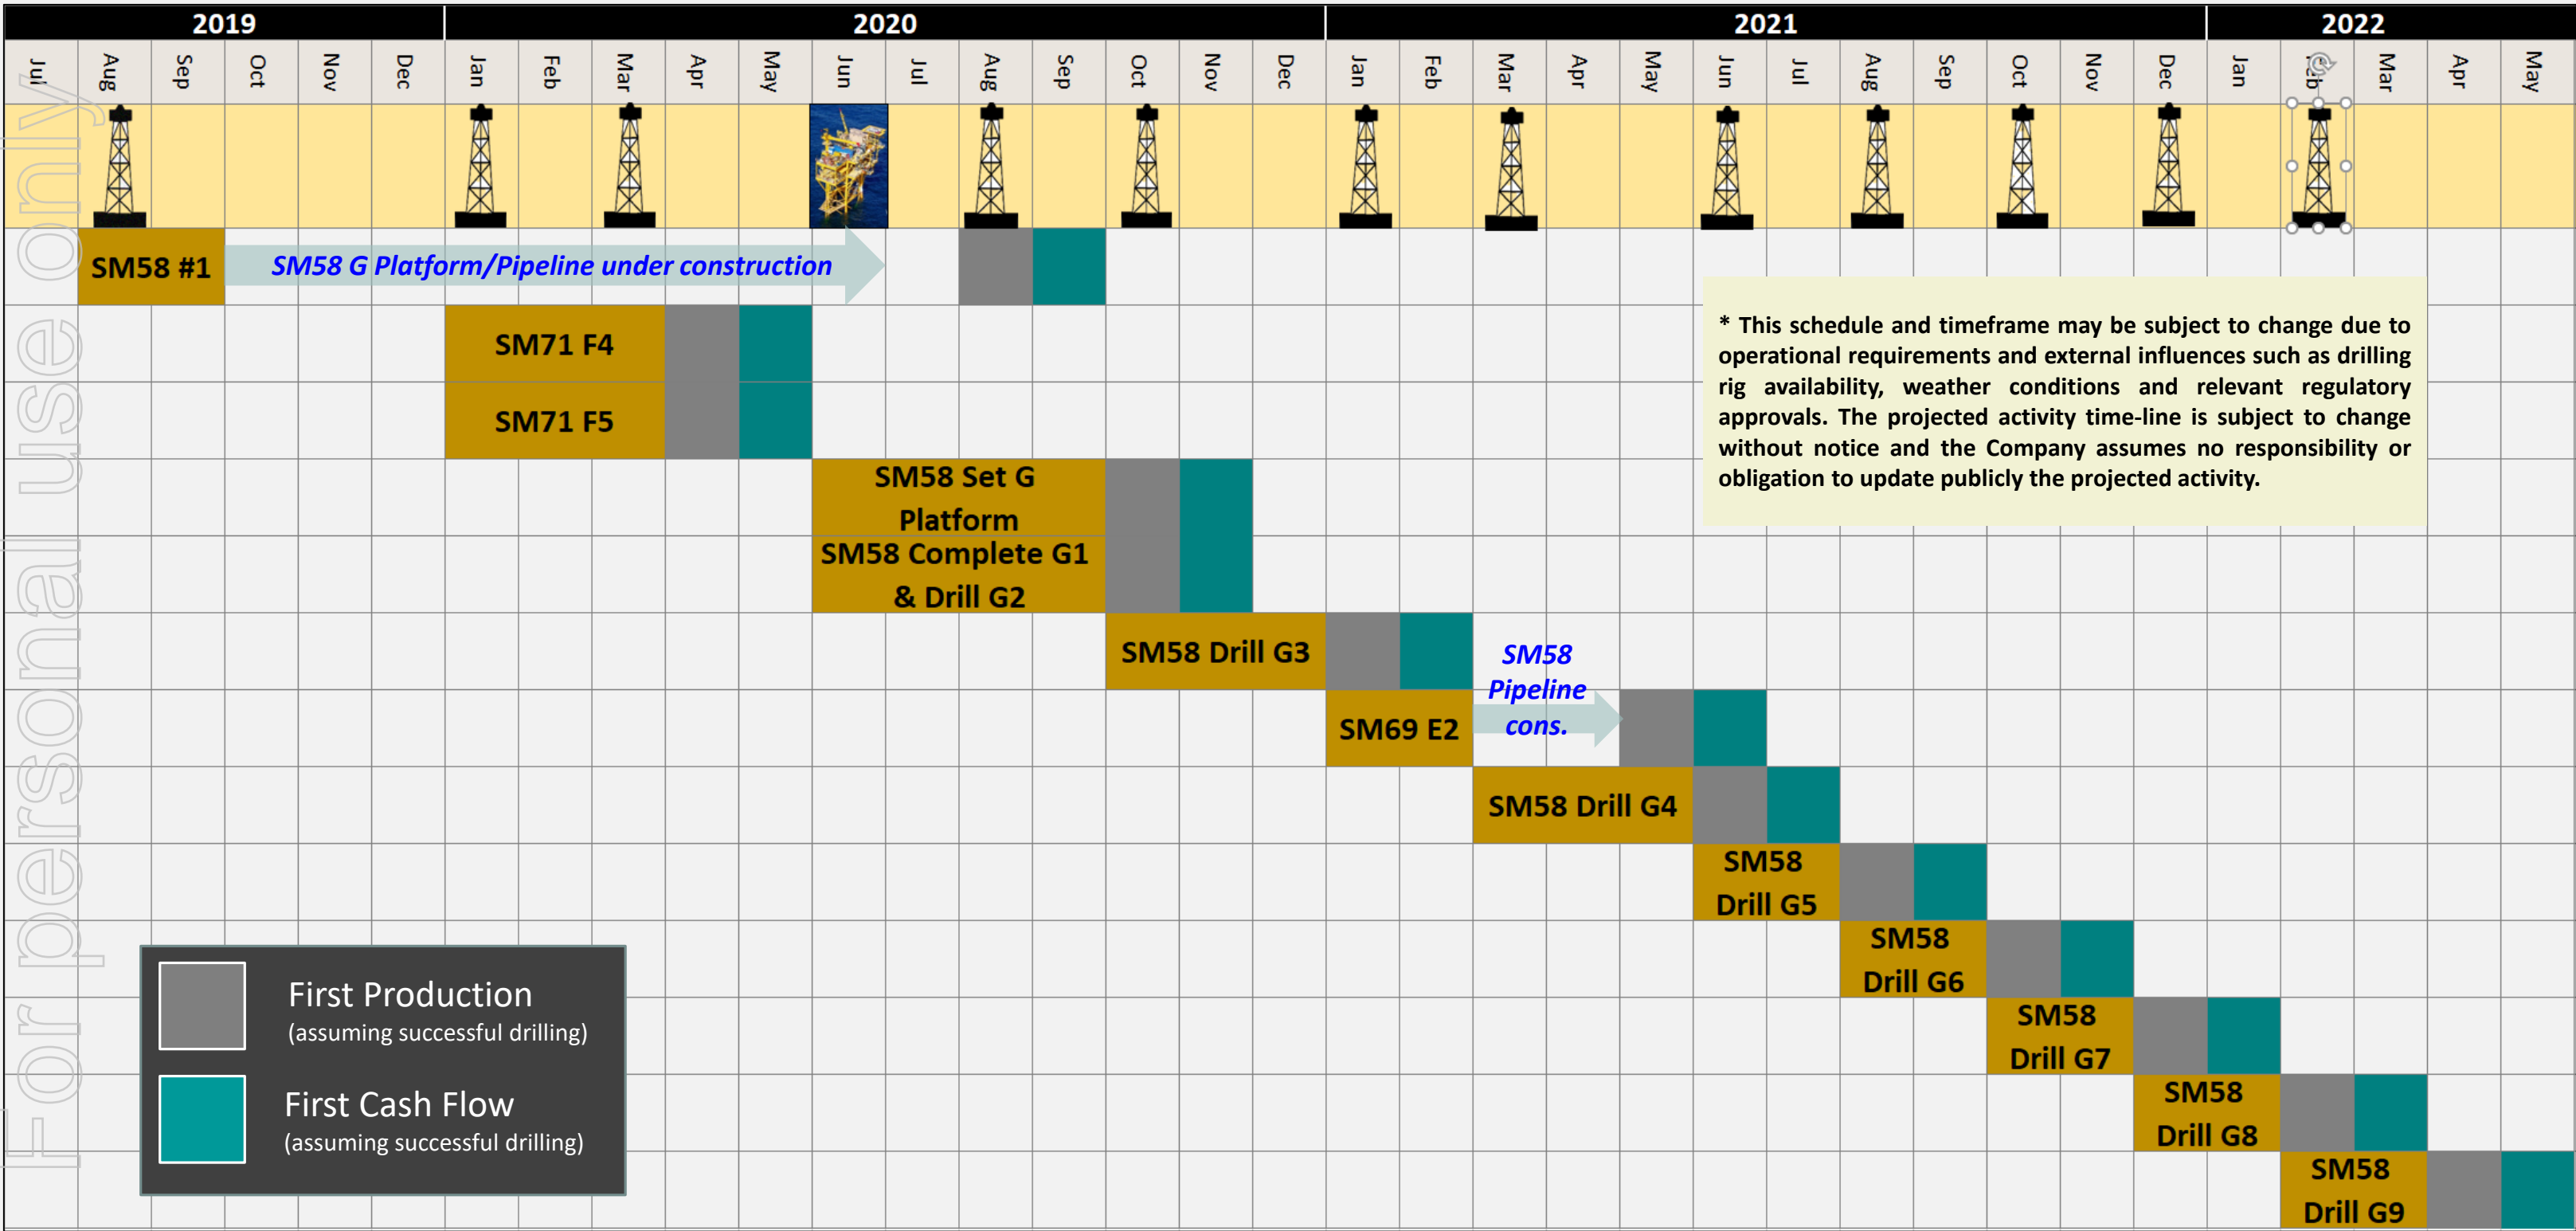 2019 2020 2021 2022
Jul Aug Sep Oct Nov Dec Jan Feb Mar Apr May Jun Jul Aug Sep Oct Nov Dec Jan Feb Mar Apr May Jun Jul Aug Sep Oct Nov Dec Jan Feb Mar Apr May
SM58 #1
SM58 G Platform/Pipeline under construction
SM71 F4
SM71 F5
* This schedule and timeframe may be subject to change due to
operational requirements and external influences such as drilling
rig availability, weather conditions and relevant regulatory
approvals. The projected activity time-line is subject to change
without notice and the Company assumes no responsibility or
obligation to update publicly the projected activity.
SM58 Set G
Platform
SM58 Complete G1
& Drill G2
SM58 Drill G3
SM58
Pipeline
cons.
SM69 E2
SM58 Drill G4
SM58
Drill G5
SM58
Drill G6
SM58
Drill G7
SM58
Drill G8
SM58
Drill G9
First Production
(assuming successful drilling)
First Cash Flow
(assuming successful drilling)
For personal use only